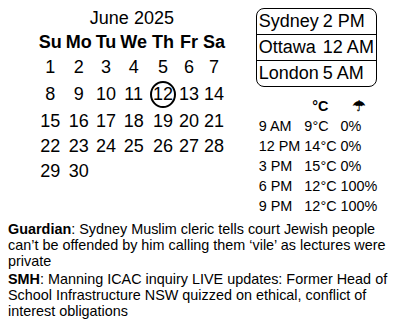 June 2025
Su Mo Tu We Th Fr Sa
1 2 3 4 5 6 7
8 9 10 11 12 13 14
15 16 17 18 19 20 21
22 23 24 25 26 27 28
29 30
Sydney 2 PM
Ottawa 12 AM
London 5 AM
°C ☂
9 AM 9°C 0%
12 PM 14°C 0%
3 PM 15°C 0%
6 PM 12°C 100%
9 PM 12°C 100%
Guardian: Sydney Muslim cleric tells court Jewish people
can’t be offended by him calling them ‘vile’ as lectures were
private
SMH: Manning ICAC inquiry LIVE updates: Former Head of
School Infrastructure NSW quizzed on ethical, conflict of
interest obligations